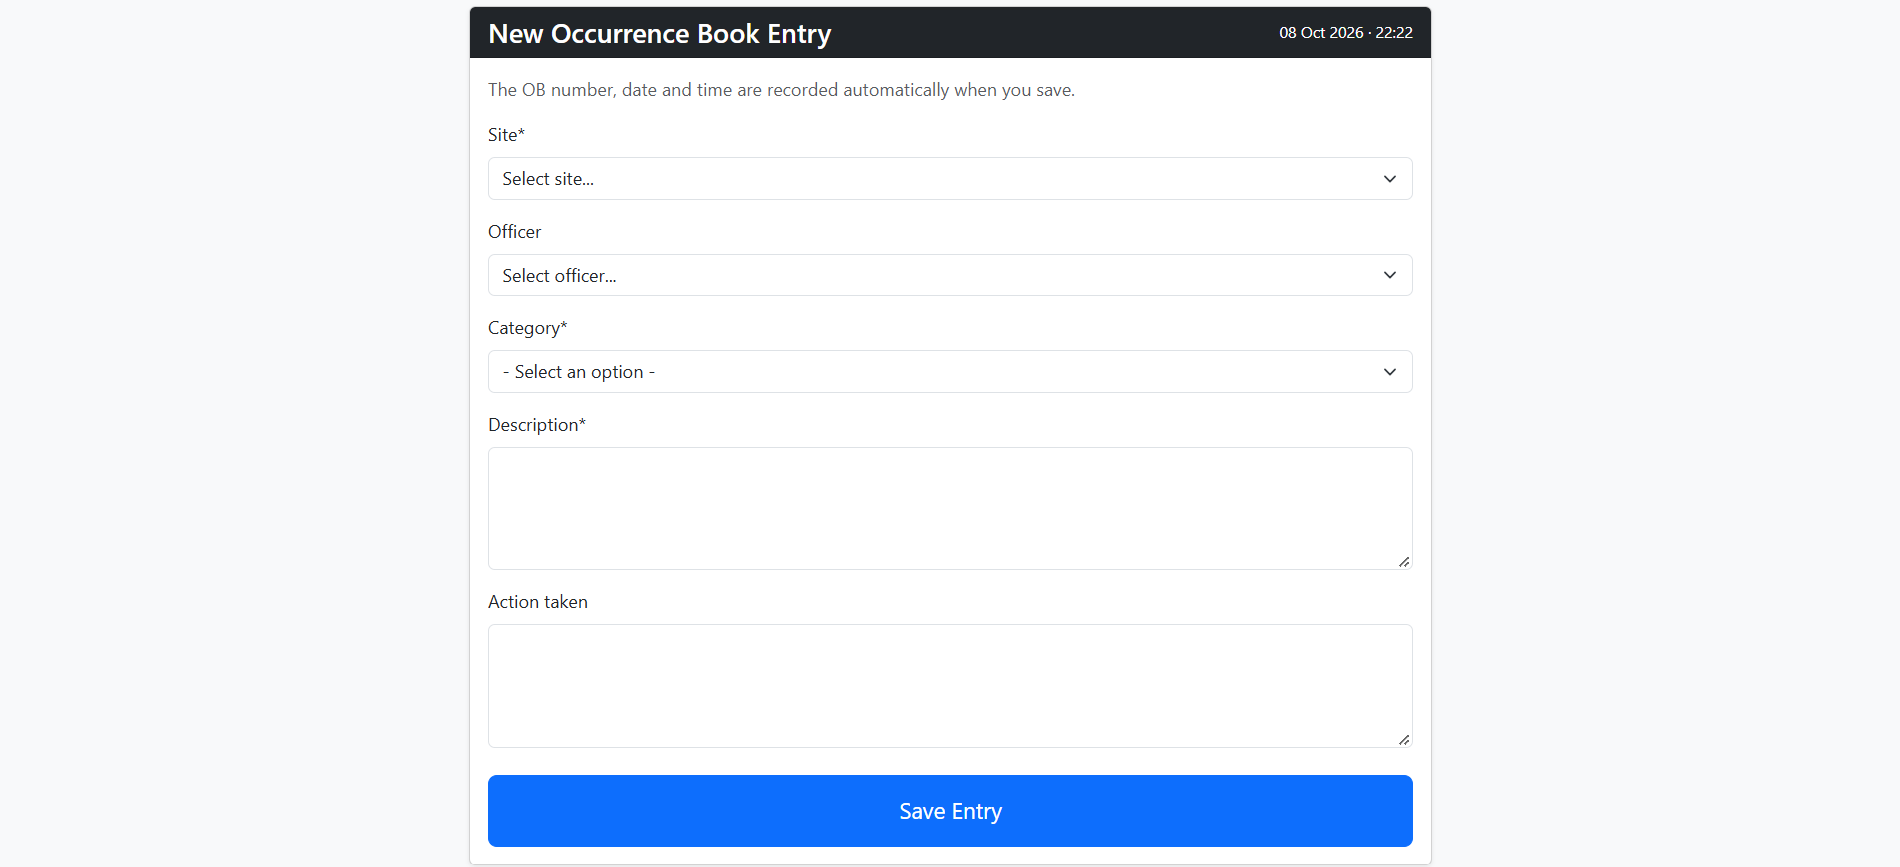 New Occurrence Book Entry
08 Oct 2026 · 22:22
The OB number, date and time are recorded automatically when you save.
Site*
Select site...
Officer
Select officer...
Category*
- Select an option -
Description*
Action taken
Save Entry